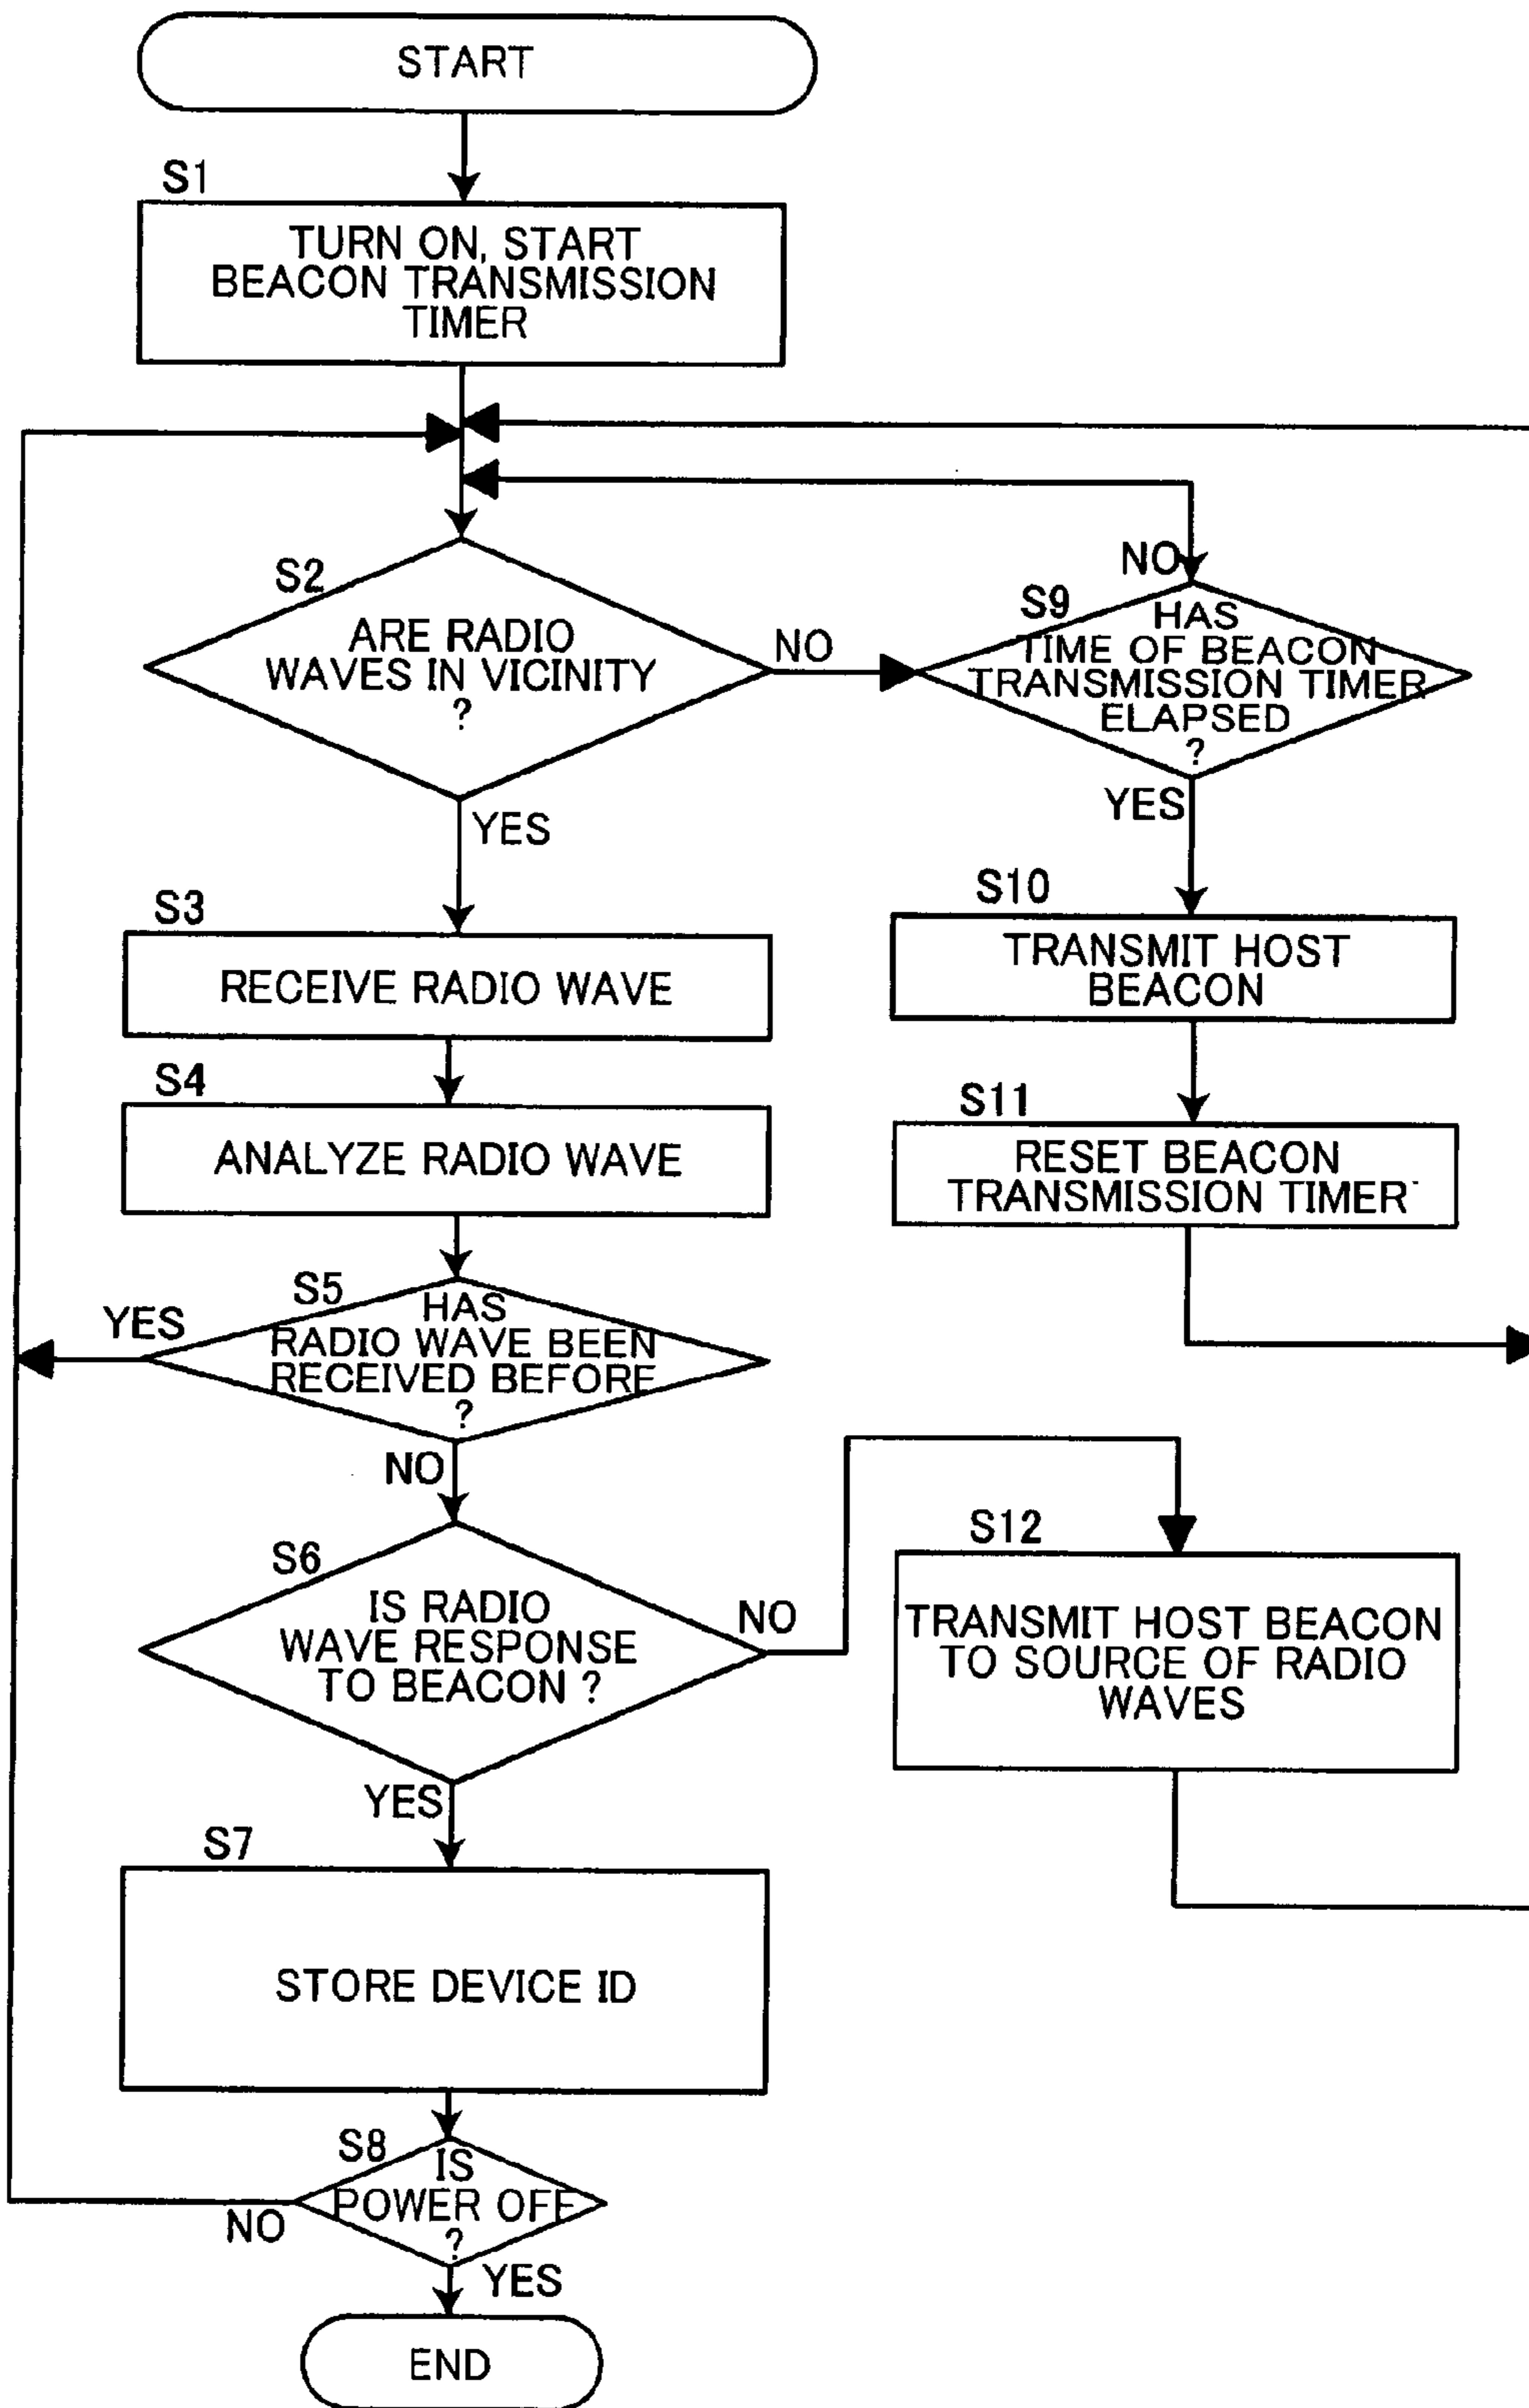 START
S1
TURN ON, START
BEACON TRANSMISSION
TIMER
S2
ARE RADIO
WAVES IN VICINITY
?
NO
YES
NO
S9
HAS
TIME OF BEACON
TRANSMISSION TIMER
ELAPSED
?
YES
S3
RECEIVE RADIO WAVE
S10
TRANSMIT HOST
BEACON
S4
ANALYZE RADIO WAVE
S11
RESET BEACON
TRANSMISSION TIMER
S5
HAS
RADIO WAVE BEEN
RECEIVED BEFORE
?
YES
NO
S6
IS RADIO
WAVE RESPONSE
TO BEACON ?
NO
YES
S12
TRANSMIT HOST BEACON
TO SOURCE OF RADIO
WAVES
S7
STORE DEVICE ID
S8
IS
POWER OFF
?
NO
YES
END